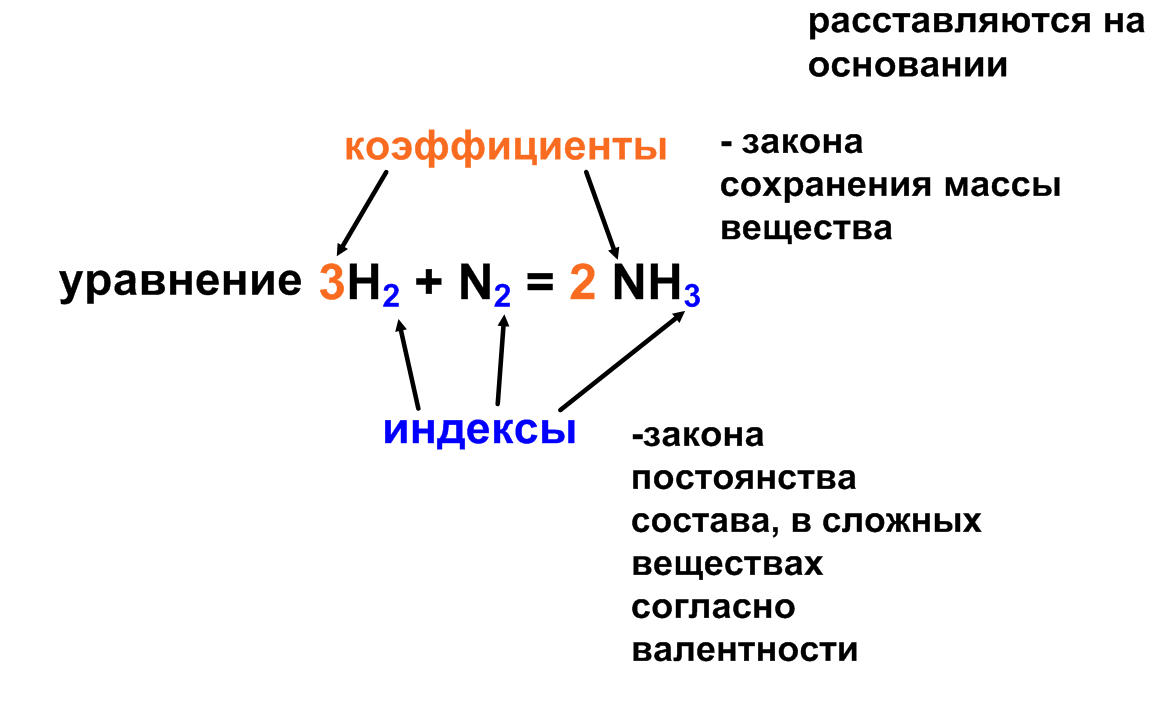 расставляются на
основании
коэффициенты
- закона
сохранения массы
вещества
уравнение 3H₂ + N₂ = 2 NH₃
индексы
-закона
постоянства
состава, в сложных
веществах
согласно
валентности